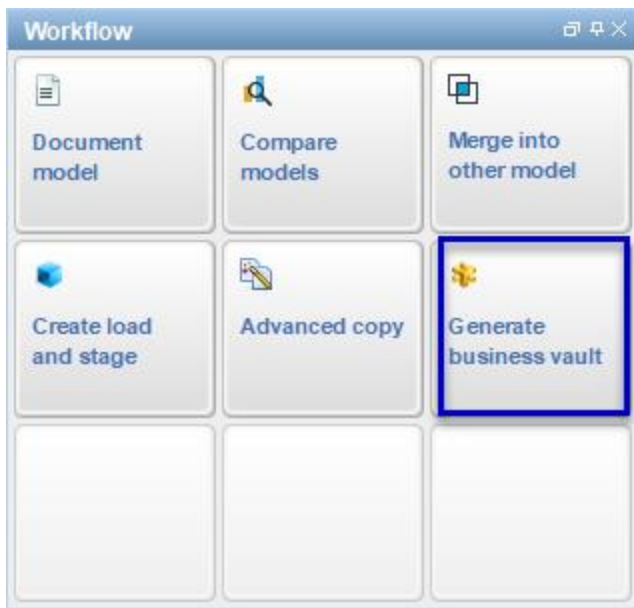 Workflow
Document
model
Compare
models
Merge into
other model
Create load
and stage
Advanced copy
Generate
business vault